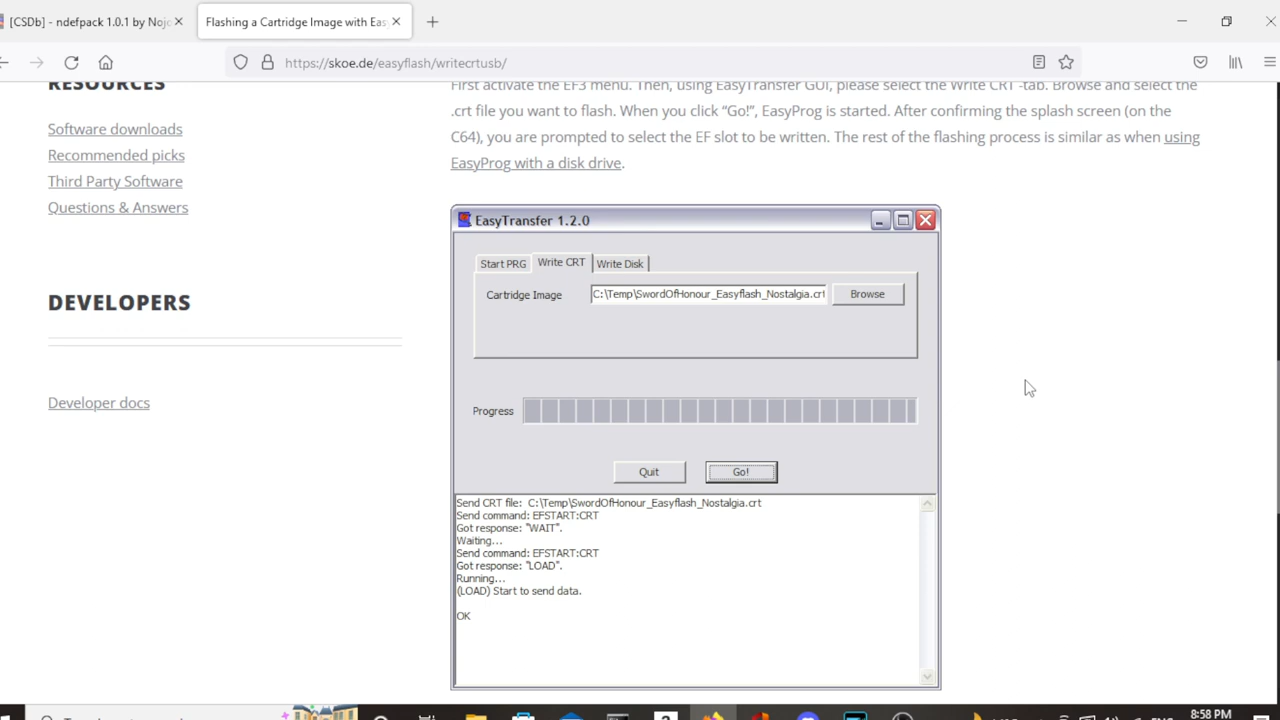 [CSDb] - ndefpack 1.0.1 by Nojo
Flashing a Cartridge Image with Eas
https://skoe.de/easyflash/writecrtusb/
RESOURCES
Software downloads
Recommended picks
Third Party Software
Questions & Answers
DEVELOPERS
Developer docs
First activate the EF3 menu. Then, using EasyTransfer GUI, please select the Write CRT -tab. Browse and select the
.crt file you want to flash. When you click “Go!”, EasyProg is started. After confirming the splash screen (on the
C64), you are prompted to select the EF slot to be written. The rest of the flashing process is similar as when using
EasyProg with a disk drive.
EasyTransfer 1.2.0
Start PRG Write CRT Write Disk
Cartridge Image C:\Temp\SwordOfHonour_Easyflash_Nostalgia.crt Browse
Progress
Quit Go!
Send CRT file: C:\Temp\SwordOfHonour_Easyflash_Nostalgia.crt
Send command: EFSTART:CRT
Got response: "WAIT".
Waiting...
Send command: EFSTART:CRT
Got response: "LOAD".
Running...
(LOAD) Start to send data.
OK
8:58 PM